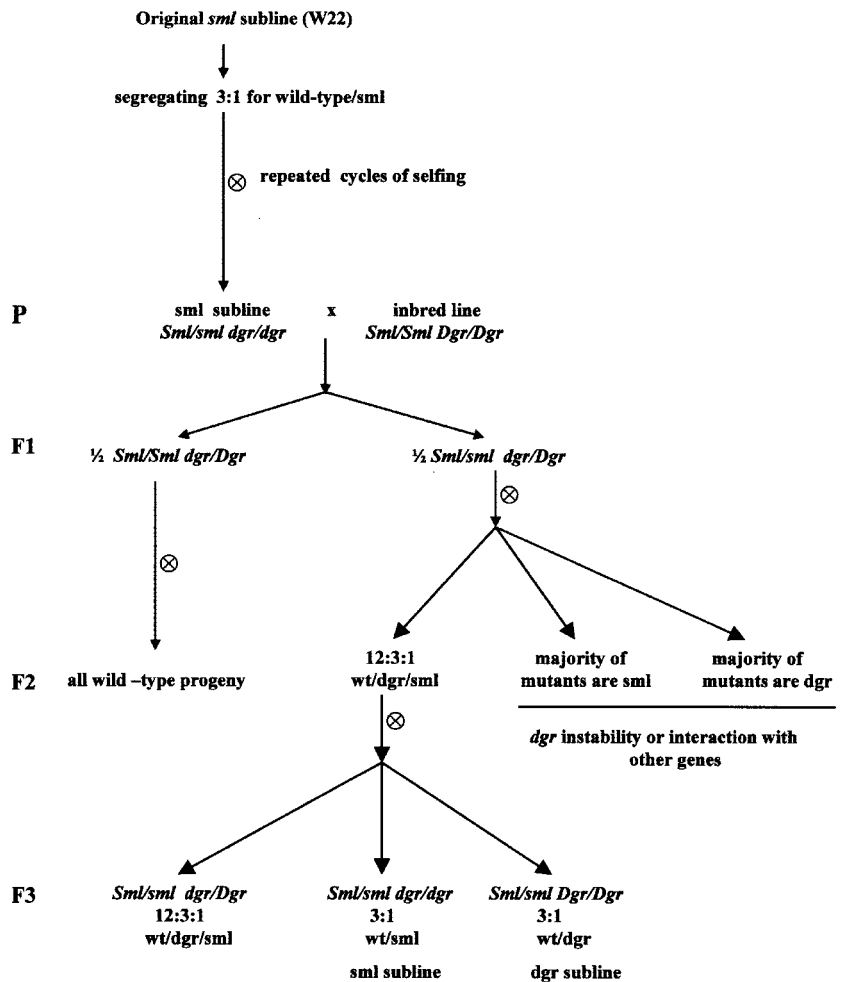 Original sml subline (W22)
segregating 3:1 for wild-type/sml
⊗ repeated cycles of selfing
P
sml subline x inbred line
Sml/sml dgr/dgr Sml/Sml Dgr/Dgr
F1
½ Sml/Sml dgr/Dgr ½ Sml/sml dgr/Dgr
⊗
⊗
F2
all wild –type progeny
12:3:1
wt/dgr/sml
majority of
mutants are sml
majority of
mutants are dgr
dgr instability or interaction with
other genes
⊗
F3
Sml/sml dgr/Dgr
12:3:1
wt/dgr/sml
Sml/sml dgr/dgr
3:1
wt/sml
sml subline
Sml/sml Dgr/Dgr
3:1
wt/dgr
dgr subline